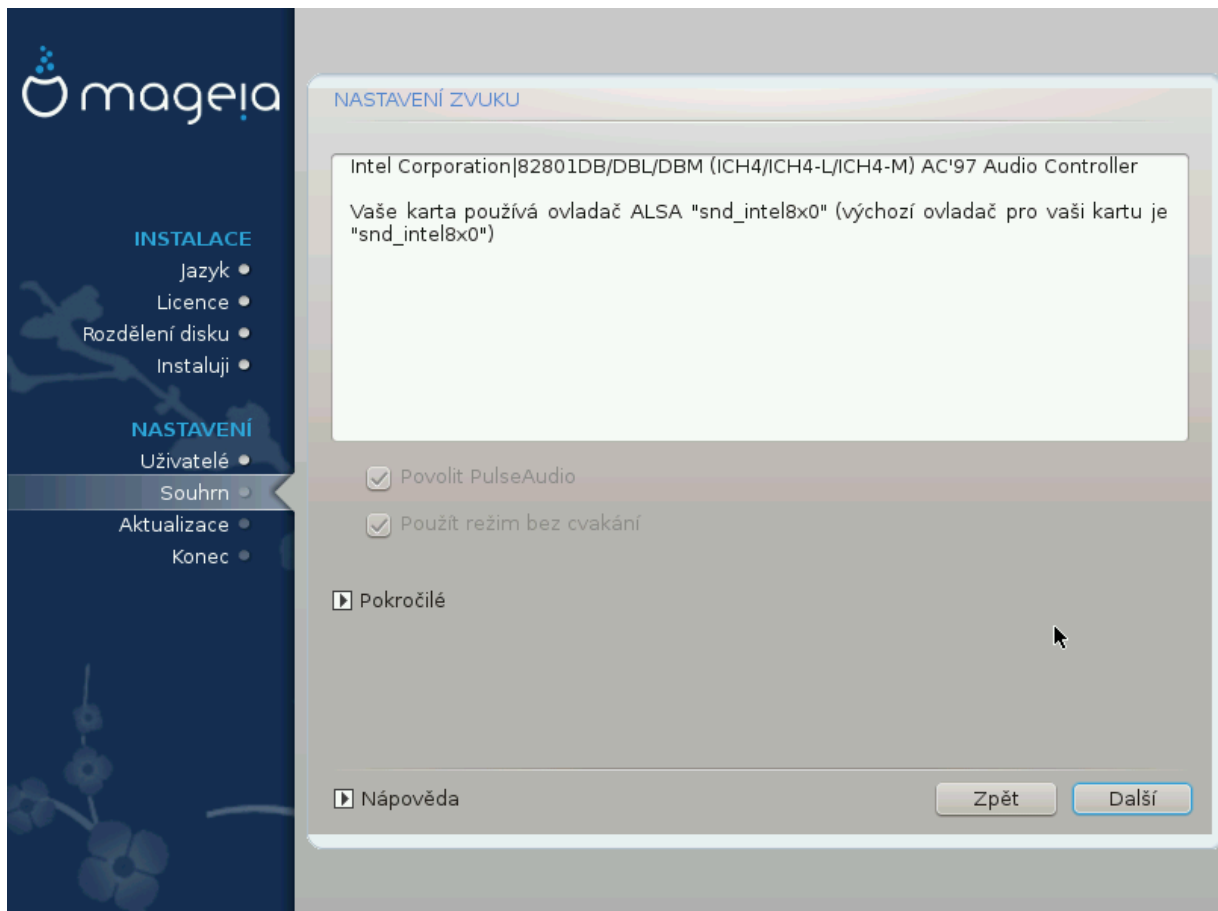 mageia
INSTALACE
Jazyk
Licence
Rozdělení disku
Instaluji
NASTAVENÍ
Uživatelé
Souhrn
Aktualizace
Konec
NASTAVENÍ ZVUKU
Intel Corporation|82801DB/DBL/DBM (ICH4/ICH4-L/ICH4-M) AC'97 Audio Controller
Vaše karta používá ovladač ALSA "snd_intel8x0" (výchozí ovladač pro vaši kartu je
"snd_intel8x0")
Povolit PulseAudio
Použít režim bez cvakání
Pokročilé
Nápověda
Zpět
Další